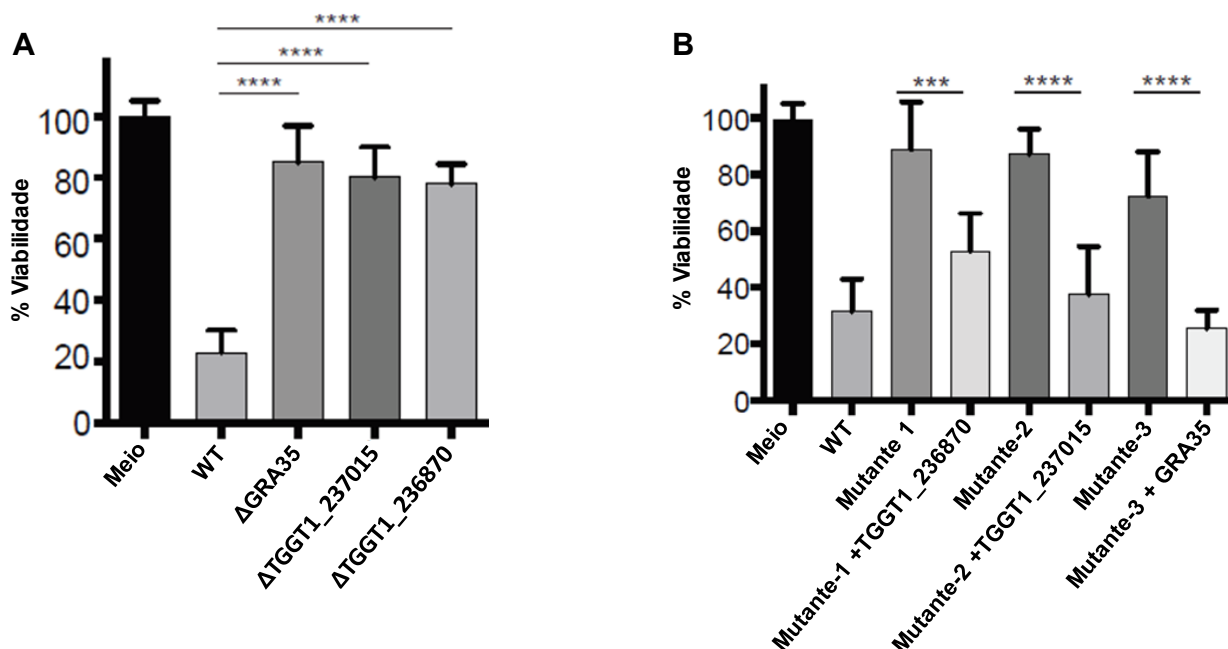 A
****
****
****
% Viabilidade
100
80
60
40
20
0
Meio
WT
ΔGRA35
ΔTGGT1_237015
ΔTGGT1_236870
B
***
****
****
% Viabilidade
100
80
60
40
20
0
Meio
WT
Mutante 1
Mutante-1 +TGGT1_236870
Mutante-2
Mutante-2 +TGGT1_237015
Mutante-3
Mutante-3 + GRA35